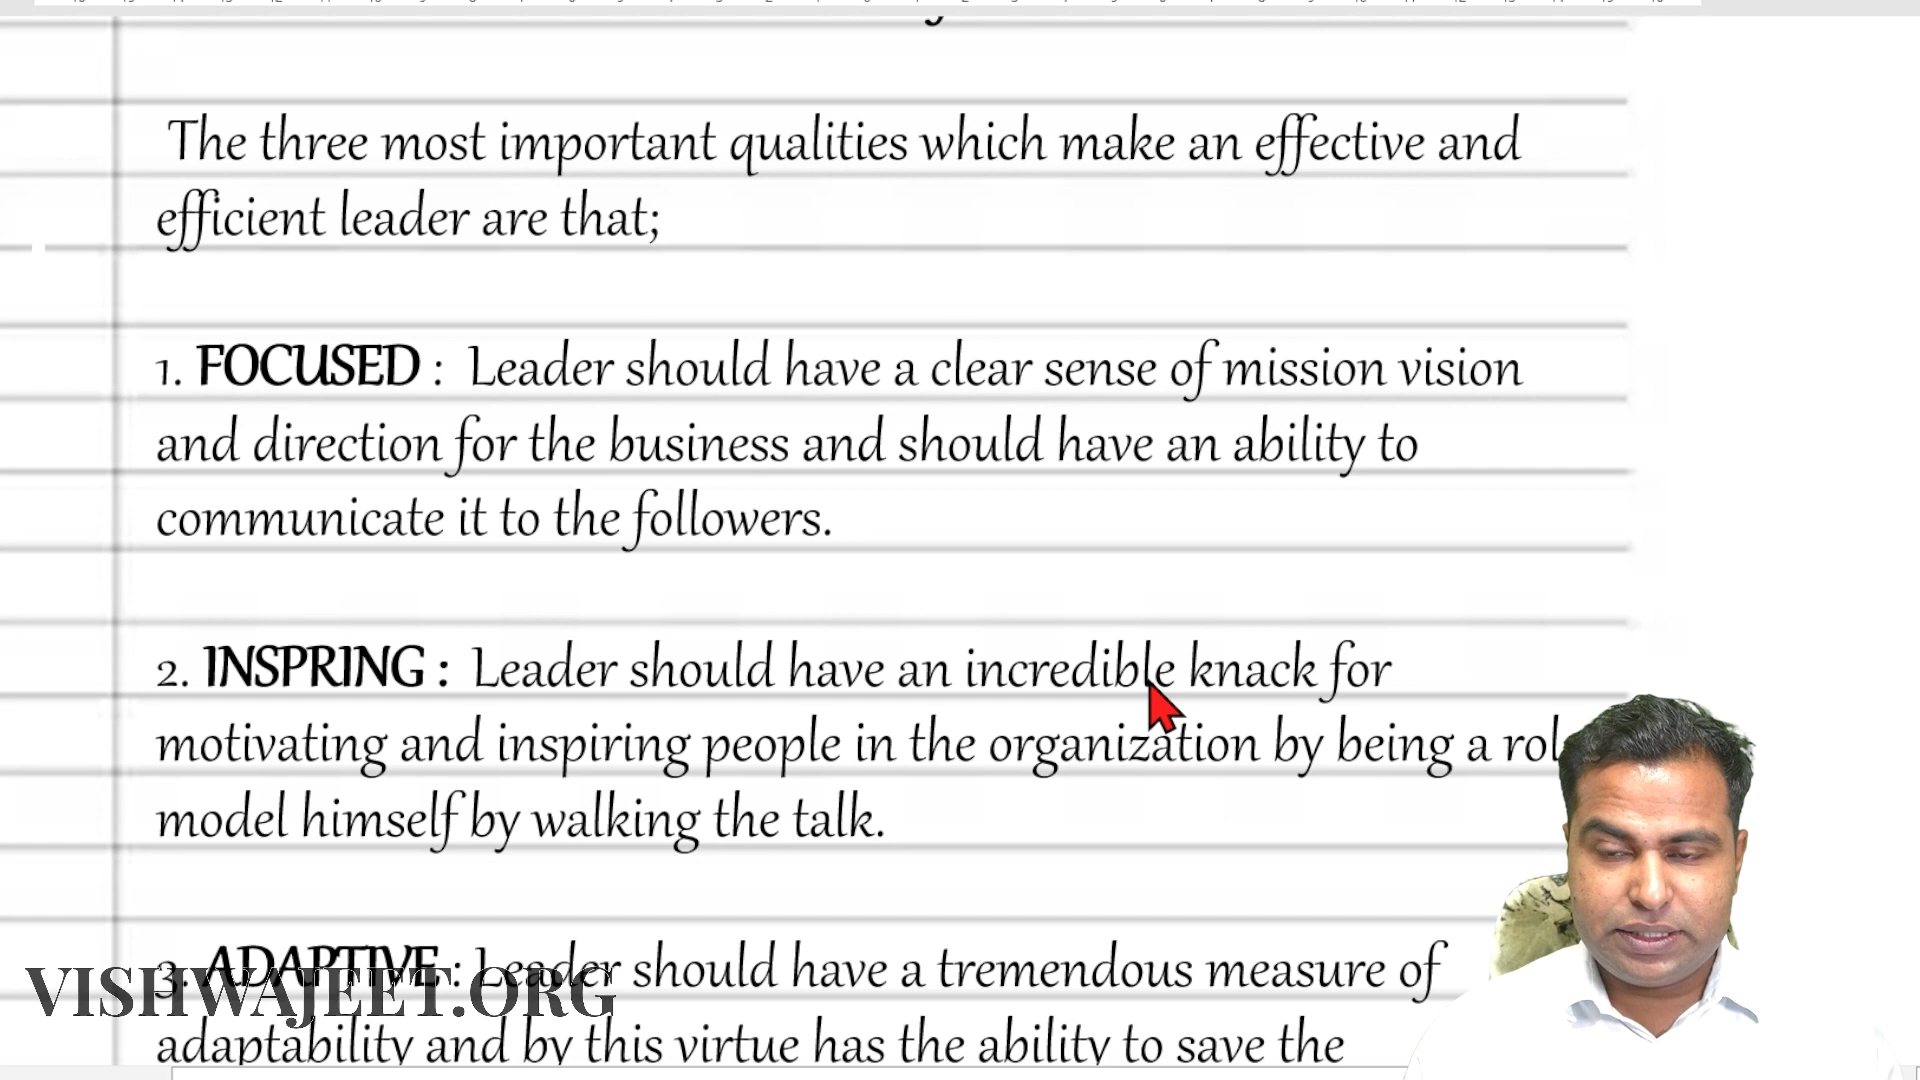 The three most important qualities which make an effective and
efficient leader are that;
1. FOCUSED : Leader should have a clear sense of mission vision
and direction for the business and should have an ability to
communicate it to the followers.
2. INSPRING : Leader should have an incredible knack for
motivating and inspiring people in the organization by being a rol
model himself by walking the talk.
3. ADAPTIVE : Leader should have a tremendous measure of
VISHWAJEET.ORG
adaptability and by this virtue has the ability to save the